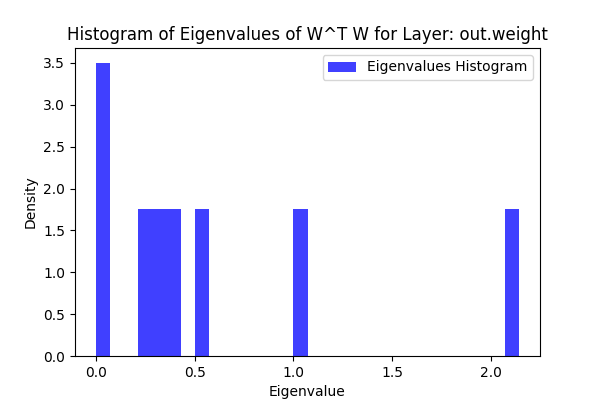 Histogram of Eigenvalues of W^T W for Layer: out.weight
Eigenvalues Histogram
3.5
3.0
2.5
2.0
1.5
1.0
0.5
0.0
Density
0.0 0.5 1.0 1.5 2.0
Eigenvalue